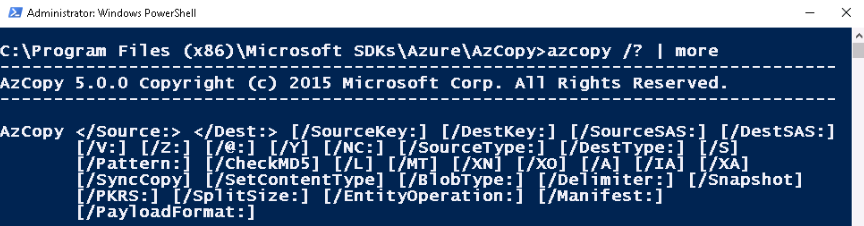 Administrator: Windows PowerShell
C:\Program Files (x86)\Microsoft SDKs\Azure\AzCopy>azcopy /? | more
------------------------------------------------------------------------------
AzCopy 5.0.0 Copyright (c) 2015 Microsoft Corp. All Rights Reserved.
------------------------------------------------------------------------------
AzCopy </Source:> </Dest:> [/SourceKey:] [/DestKey:] [/SourceSAS:] [/DestSAS:]
[/V:] [/Z:] [/@:] [/Y] [/NC:] [/SourceType:] [/DestType:] [/S]
[/Pattern:] [/CheckMD5] [/L] [/MT] [/XN] [/XO] [/A] [/IA] [/XA]
[/SyncCopy] [/SetContentType] [/BlobType:] [/Delimiter:] [/Snapshot]
[/PKRS:] [/SplitSize:] [/EntityOperation:] [/Manifest:]
[/PayloadFormat:]